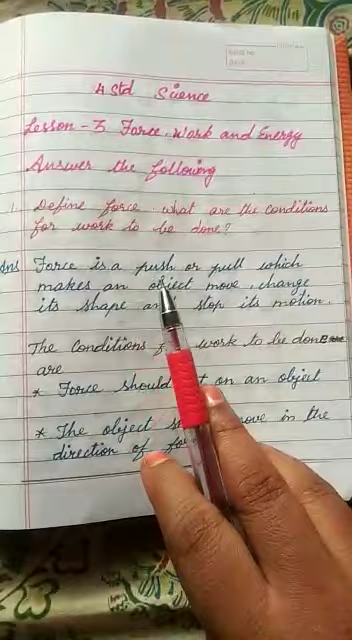 4 Std Science
Lesson - 3 Force, Work and Energy
Answer the following
1. Define force what are the conditions
for work to be done?
Ans Force is a push or pull which
makes an object move, change
its shape an stop its motion.
The conditions work to be done
are
* Force should on an object
* The object move in the
direction of